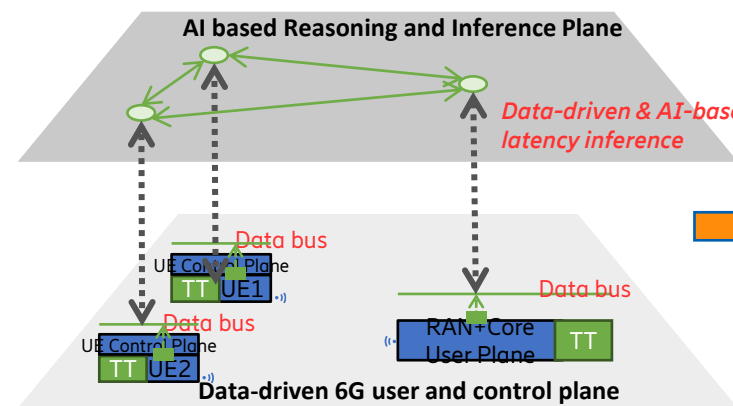 AI based Reasoning and Inference Plane
Data-driven & AI-bas
latency inference
Data bus
UE Control Plane
TT UE1
Data bus
Data bus
UE Control Plane
TT UE2
RAN+Core
User Plane
TT
Data-driven 6G user and control plane